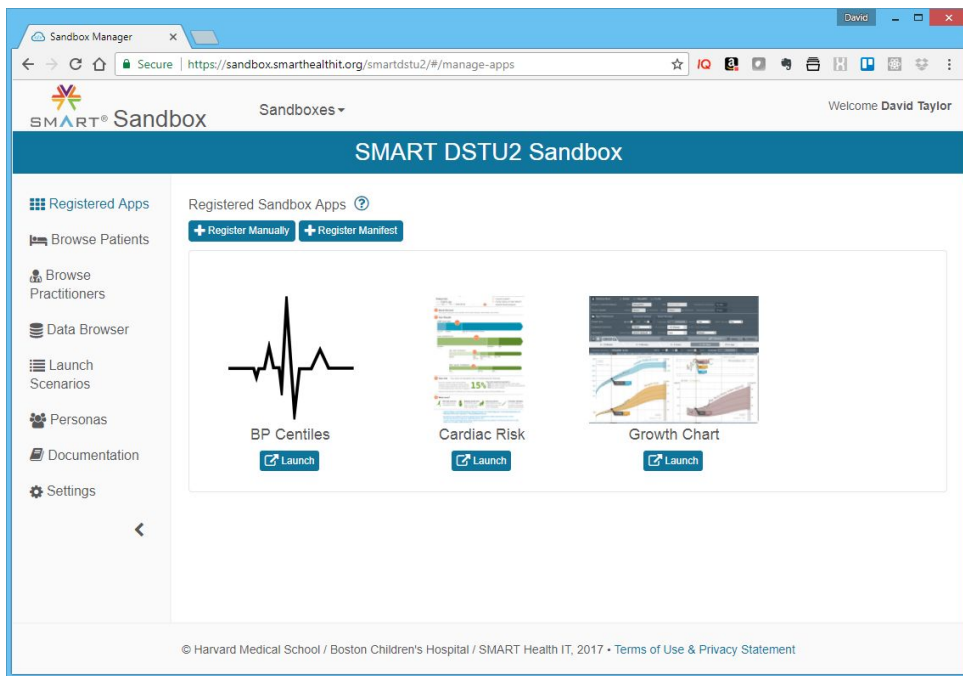 David
Sandbox Manager
Secure | https://sandbox.smarthealthit.org/smartdstu2/#/manage-apps
SMART® Sandbox
Sandboxes
Welcome David Taylor
SMART DSTU2 Sandbox
Registered Apps
Browse Patients
Browse
Practitioners
Data Browser
Launch
Scenarios
Personas
Documentation
Settings
Registered Sandbox Apps ?
Register Manually
Register Manifest
15%
BP Centiles
Cardiac Risk
Growth Chart
Launch
Launch
Launch
© Harvard Medical School / Boston Children's Hospital / SMART Health IT, 2017 • Terms of Use & Privacy Statement